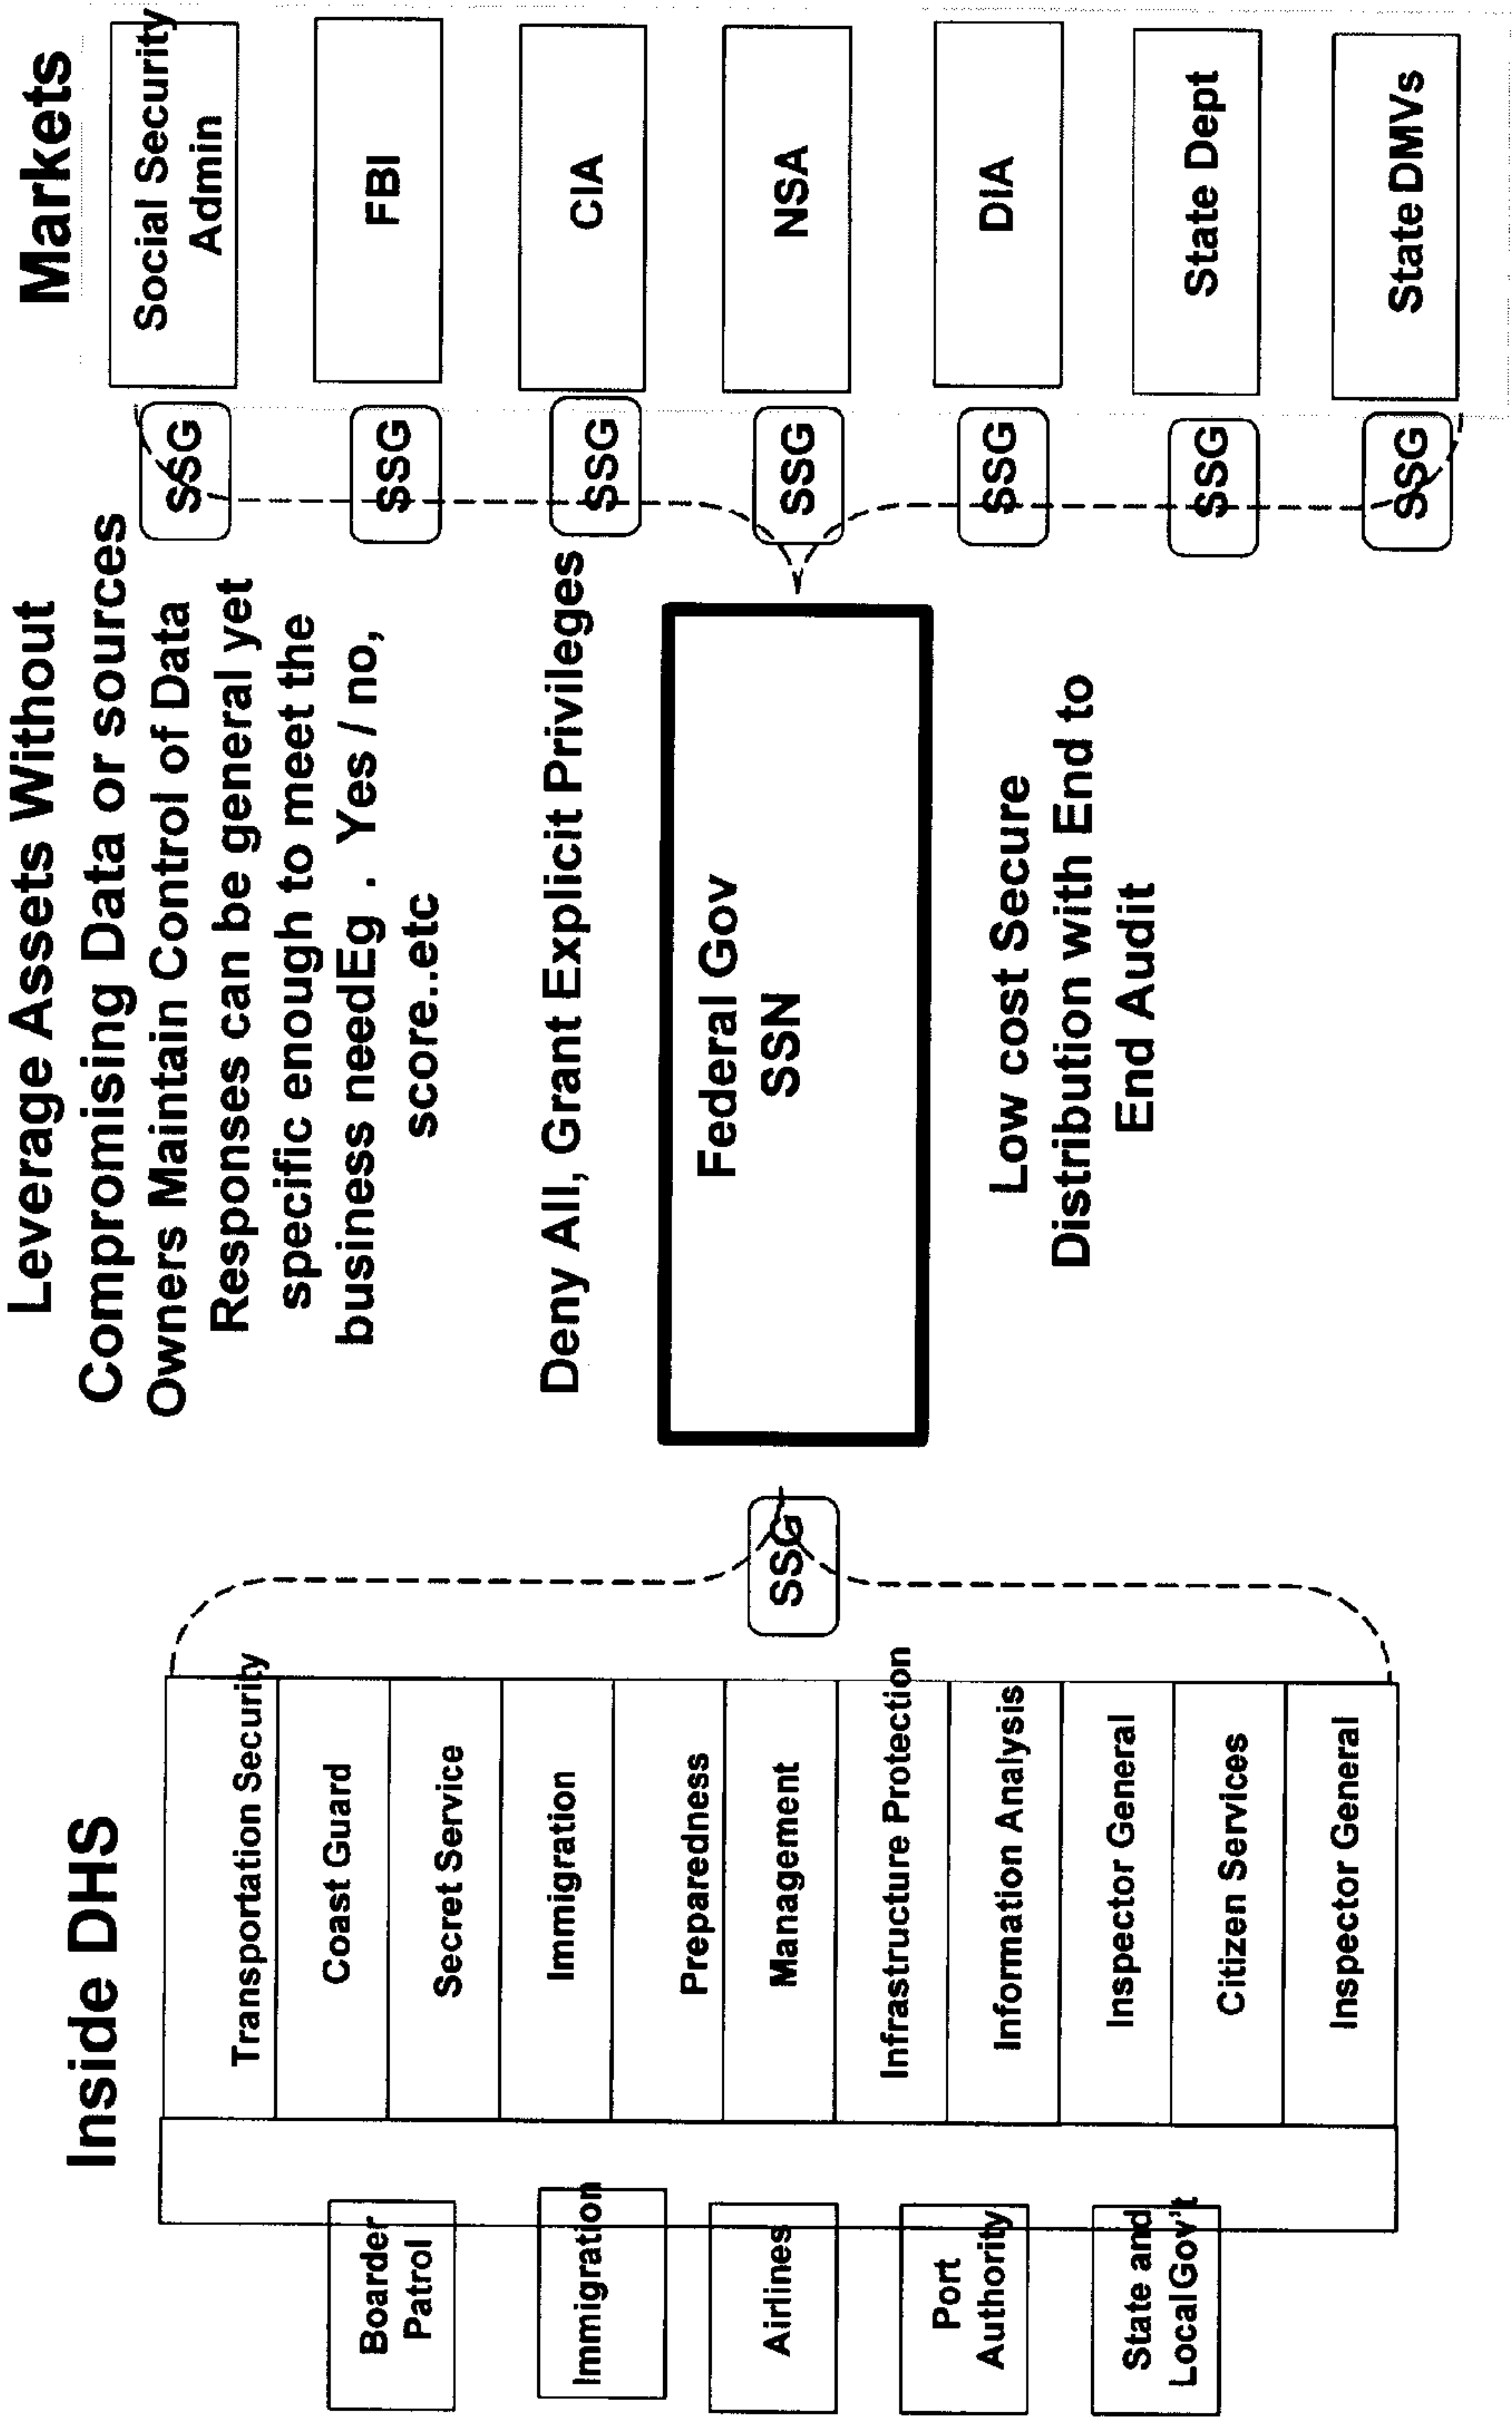 Inside DHS
Boarder
Patrol
Immigration
Airlines
Port
Authority
State and
LocalGov't
Transportation Security
Coast Guard
Secret Service
Immigration
Preparedness
Management
Infrastructure Protection
Information Analysis
Inspector General
Citizen Services
Inspector General
SSG
Leverage Assets Without
Compromising Data or sources
Owners Maintain Control of Data
Responses can be general yet
specific enough to meet the
business needEg . Yes / no,
score..etc
Deny All, Grant Explicit Privileges
Federal Gov
SSN
Low cost Secure
Distribution with End to
End Audit
SSG
SSG
SSG
SSG
SSG
SSG
SSG
Markets
Social Security
Admin
FBI
CIA
NSA
DIA
State Dept
State DMVs